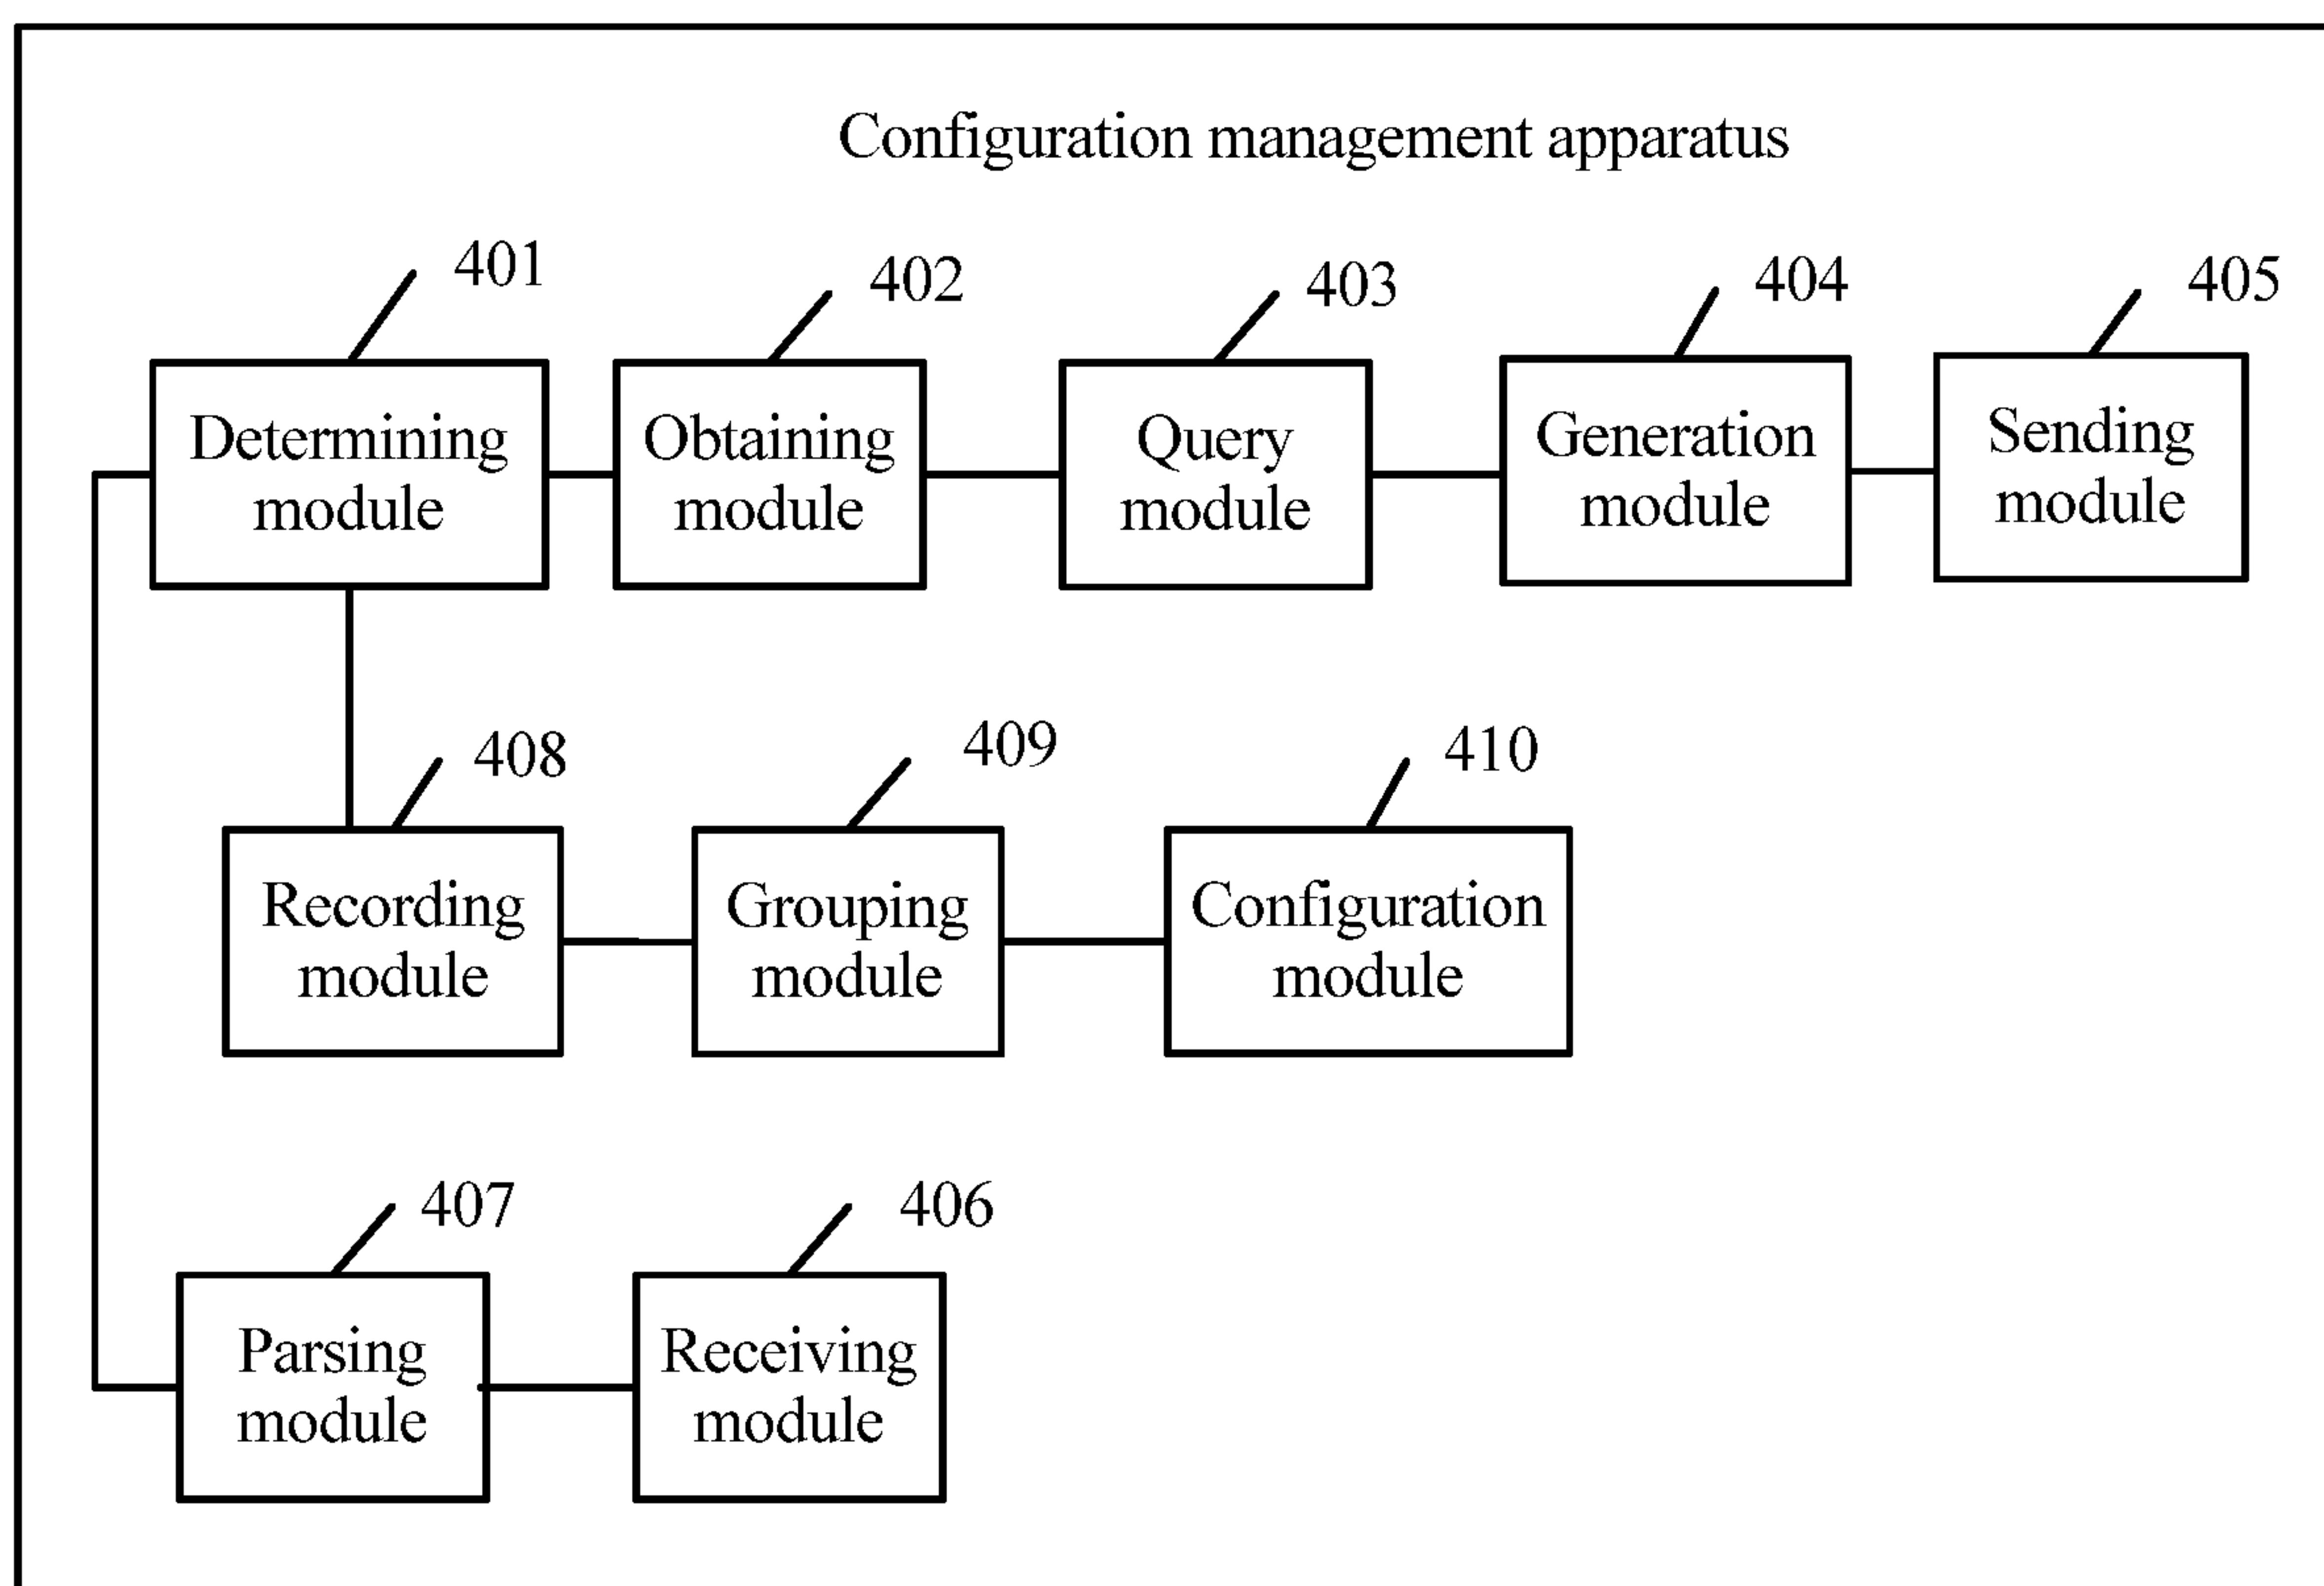 Configuration management apparatus
401
402
403
404
405
Determining
module
Obtaining
module
Query
module
Generation
module
Sending
module
408
409
410
Recording
module
Grouping
module
Configuration
module
407
406
Parsing
module
Receiving
module